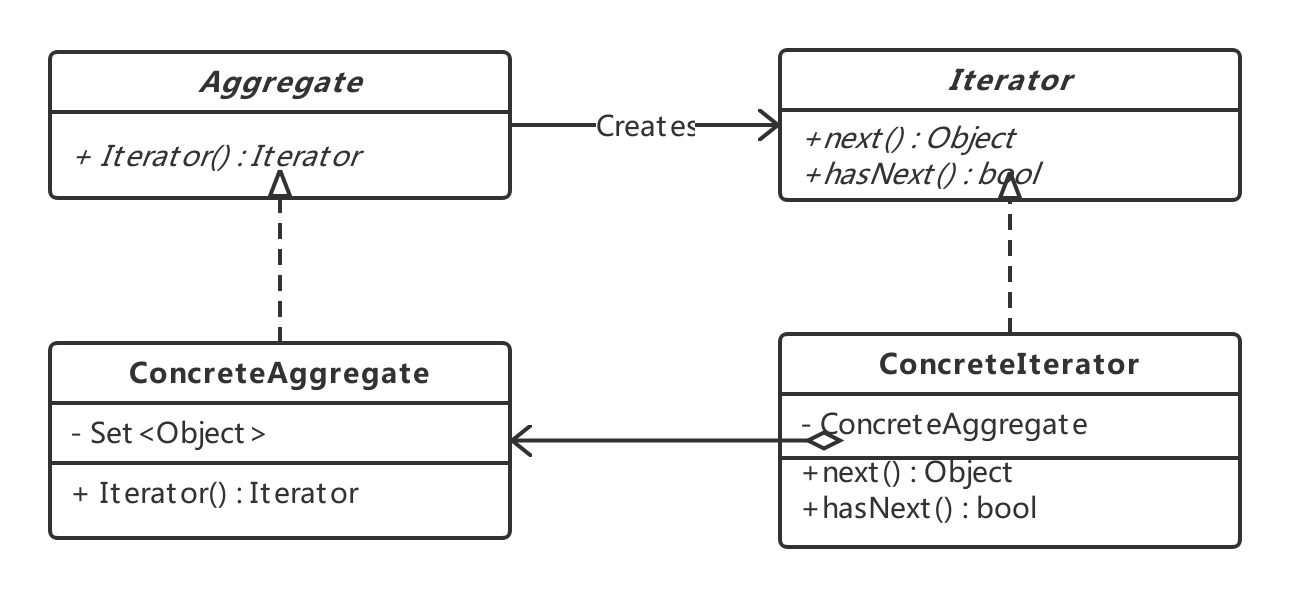 Aggregate
+ Iterator() : Iterator
Creates
Iterator
+next() : Object
+hasNext() : bool
ConcreteAggregate
- Set<Object>
+ Iterator() : Iterator
ConcreteIterator
- ConcreteAggregate
+next() : Object
+hasNext() : bool